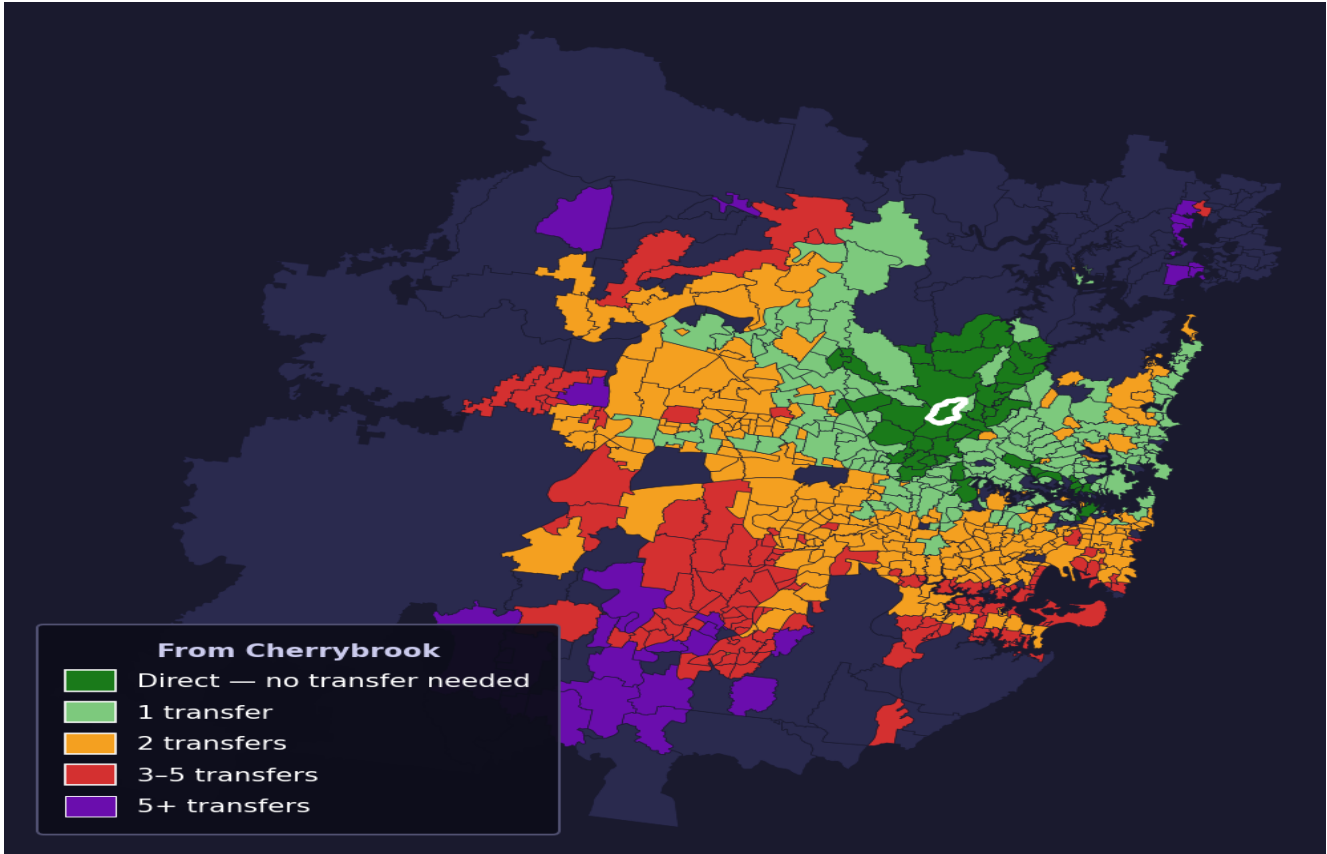 From Cherrybrook
Direct — no transfer needed
1 transfer
2 transfers
3–5 transfers
5+ transfers